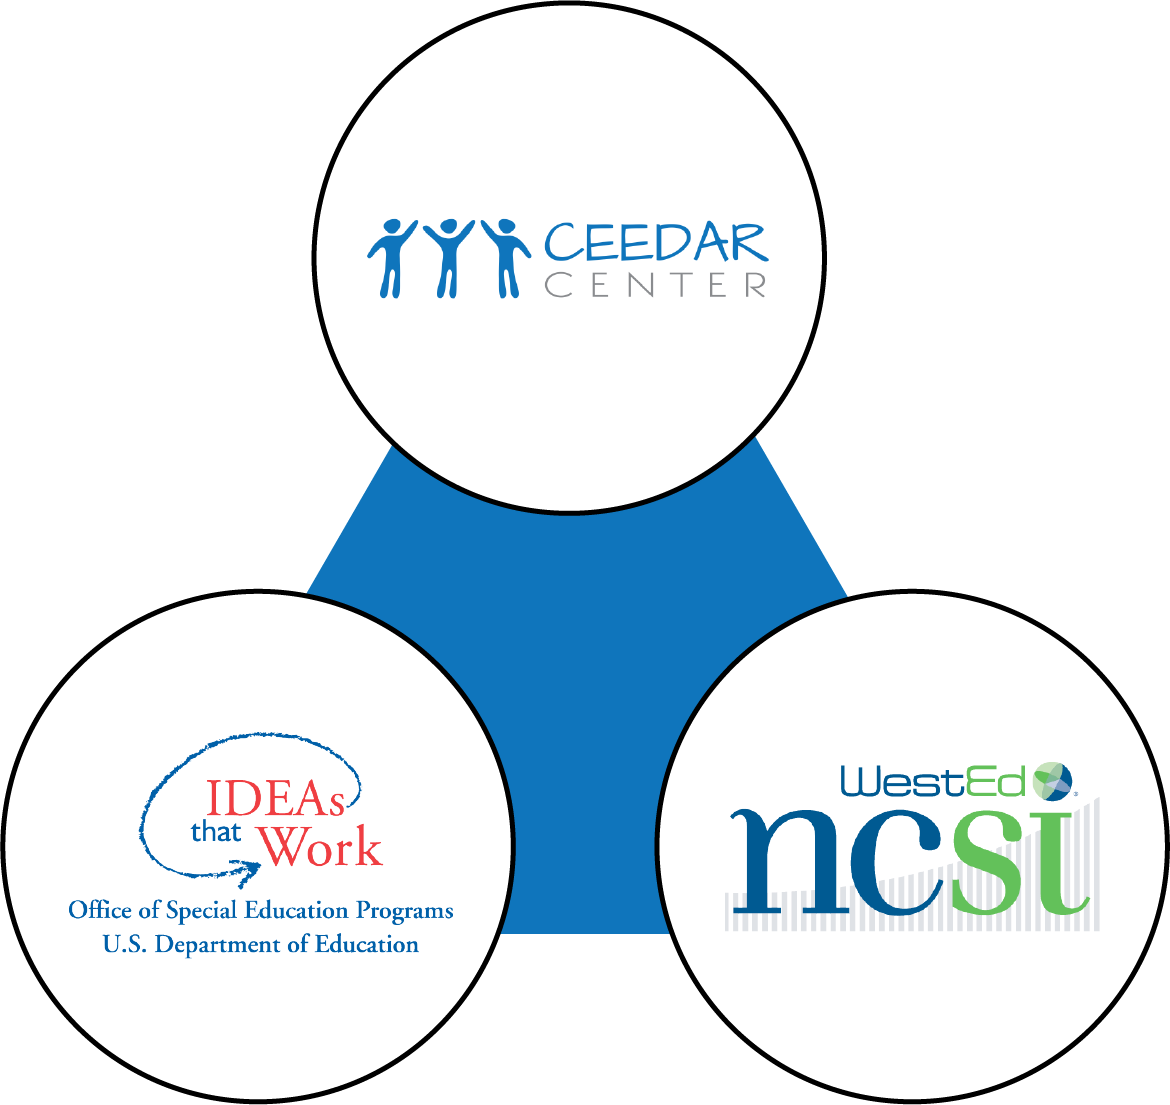 CEEDAR
CENTER
IDEAs
that Work
Office of Special Education Programs
U.S. Department of Education
WestEd®
ncsi